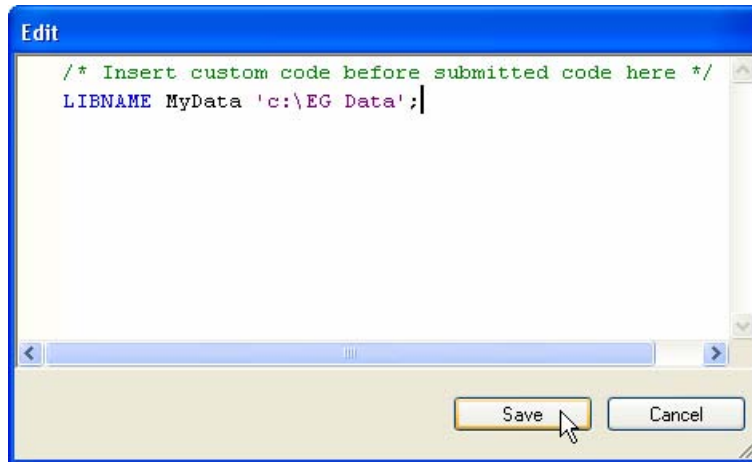 Edit
/* Insert custom code before submitted code here */
LIBNAME MyData 'c:\EG Data';
Save Cancel